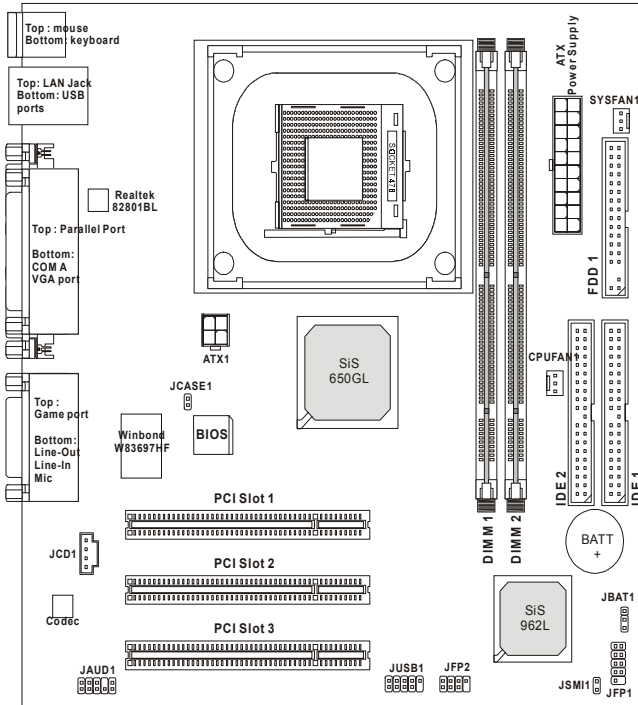 Top : mouse
Bottom: keyboard
Top: LAN Jack
Bottom: USB
ports
ATX
Power Supply
SYSFAN1
SOCKET 478
Realtek
82801BL
Top : Parallel Port
Bottom:
COM A
VGA port
FDD 1
ATX1
SiS
650GL
CPUFAN1
JCASE1
Top :
Game port
Bottom:
Line-Out
Line-In
Mic
Winbond
W83697HF
BIOS
IDE 2
IDE 1
DIMM 1
DIMM 2
PCI Slot 1
BATT
+
JCD1
PCI Slot 2
SiS
962L
JBAT1
Codec
PCI Slot 3
JAUD1
JUSB1
JFP2
JSMI1
JFP1